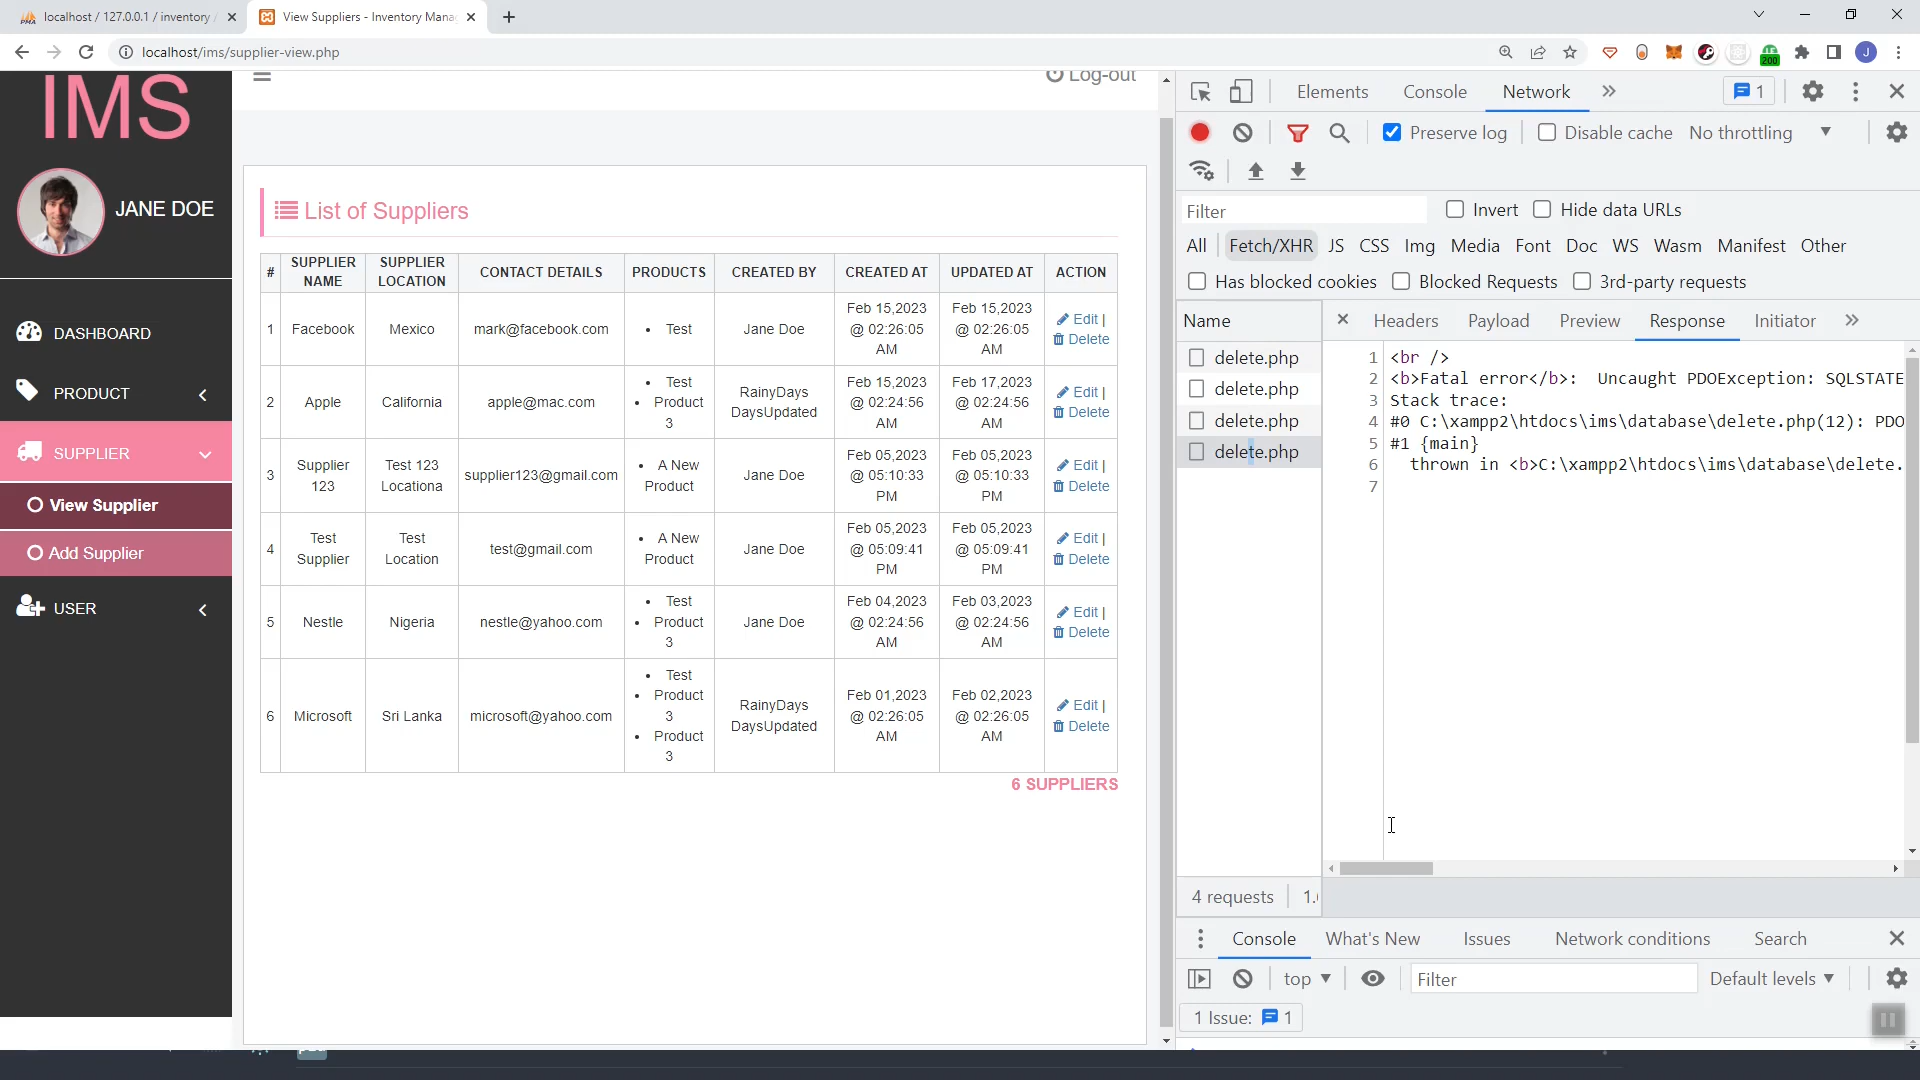 localhost / 127.0.0.1 / inventory
View Suppliers - Inventory Mana
localhost/ims/supplier-view.php
200
J
IMS
JANE DOE
DASHBOARD
PRODUCT
SUPPLIER
View Supplier
Add Supplier
USER
Log-out
List of Suppliers
# SUPPLIER NAME SUPPLIER LOCATION CONTACT DETAILS PRODUCTS CREATED BY CREATED AT UPDATED AT ACTION
1 Facebook Mexico mark@facebook.com • Test Jane Doe Feb 15,2023 @ 02:26:05 AM Feb 15,2023 @ 02:26:05 AM Edit | Delete
2 Apple California apple@mac.com • Test • Product 3 RainyDays DaysUpdated Feb 15,2023 @ 02:24:56 AM Feb 17,2023 @ 02:24:56 AM Edit | Delete
3 Supplier 123 Test 123 Locationa supplier123@gmail.com • A New Product Jane Doe Feb 05,2023 @ 05:10:33 PM Feb 05,2023 @ 05:10:33 PM Edit | Delete
4 Test Supplier Test Location test@gmail.com • A New Product Jane Doe Feb 05,2023 @ 05:09:41 PM Feb 05,2023 @ 05:09:41 PM Edit | Delete
5 Nestle Nigeria nestle@yahoo.com • Test • Product 3 Jane Doe Feb 04,2023 @ 02:24:56 AM Feb 03,2023 @ 02:24:56 AM Edit | Delete
6 Microsoft Sri Lanka microsoft@yahoo.com • Test • Product 3 • Product 3 RainyDays DaysUpdated Feb 01,2023 @ 02:26:05 AM Feb 02,2023 @ 02:26:05 AM Edit | Delete
6 SUPPLIERS
Elements Console Network 1
Preserve log Disable cache No throttling
Filter Invert Hide data URLs
All Fetch/XHR JS CSS Img Media Font Doc WS Wasm Manifest Other
Has blocked cookies Blocked Requests 3rd-party requests
Name
delete.php
delete.php
delete.php
delete.php
Headers Payload Preview Response Initiator
1 <br />
2 <b>Fatal error</b>:  Uncaught PDOException: SQLSTATE
3 Stack trace:
4 #0 C:\xampp2\htdocs\ims\database\delete.php(12): PDO
5 #1 {main}
6   thrown in <b>C:\xampp2\htdocs\ims\database\delete.
7
4 requests 1.
Console What's New Issues Network conditions Search
top Filter Default levels
1 Issue: 1